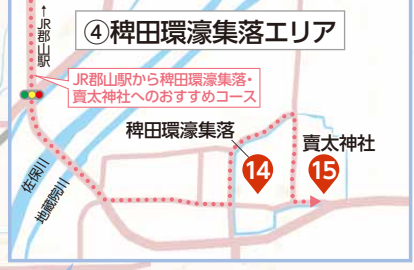 ④稗田環濠集落エリア
←JR郡山駅
JR郡山駅から稗田環濠集落・
賣太神社へのおすすめコース
稗田環濠集落
14
賣太神社
15
佐保川
地蔵院川